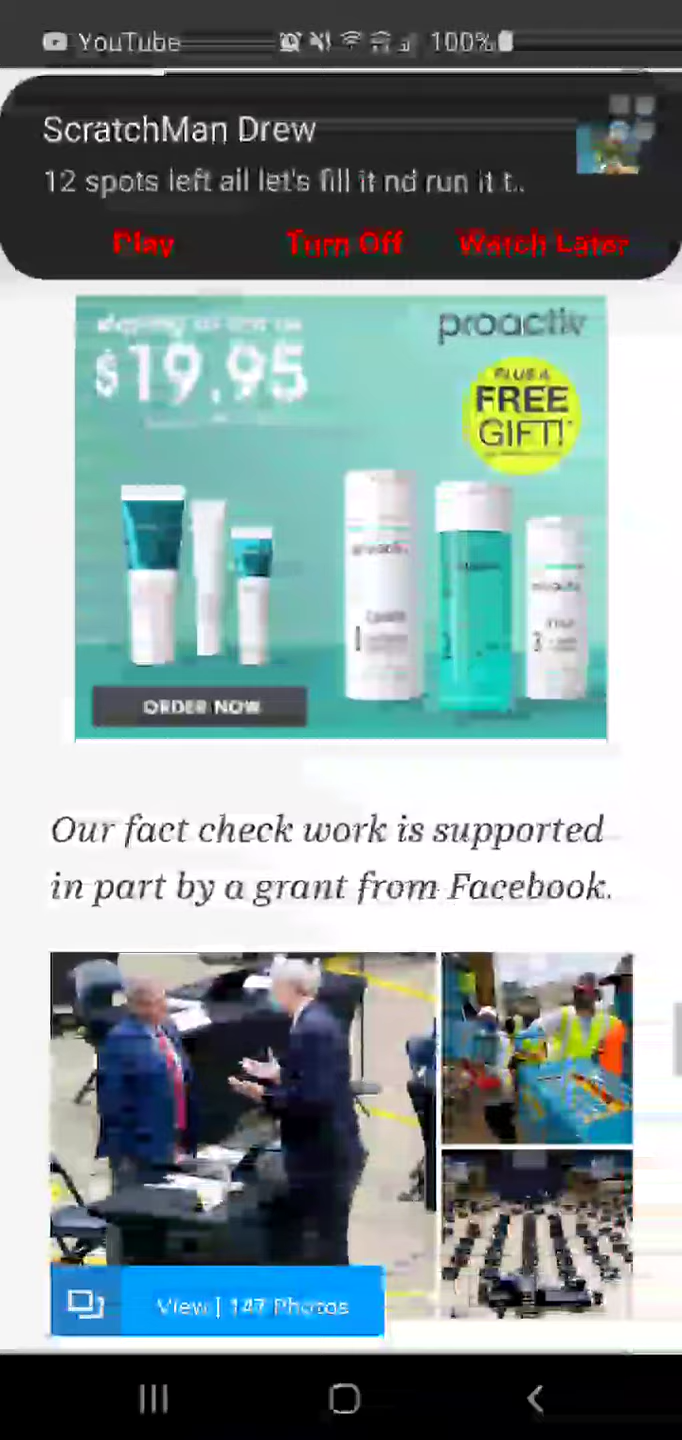 YouTube
100%
ScratchMan Drew
12 spots left all let's fill it nd run it t..
Play
Turn Off
Watch Later
$19.95
proactiv
PLUS A
FREE
GIFT!
ORDER NOW
Our fact check work is supported
in part by a grant from Facebook.
View | 147 Photos